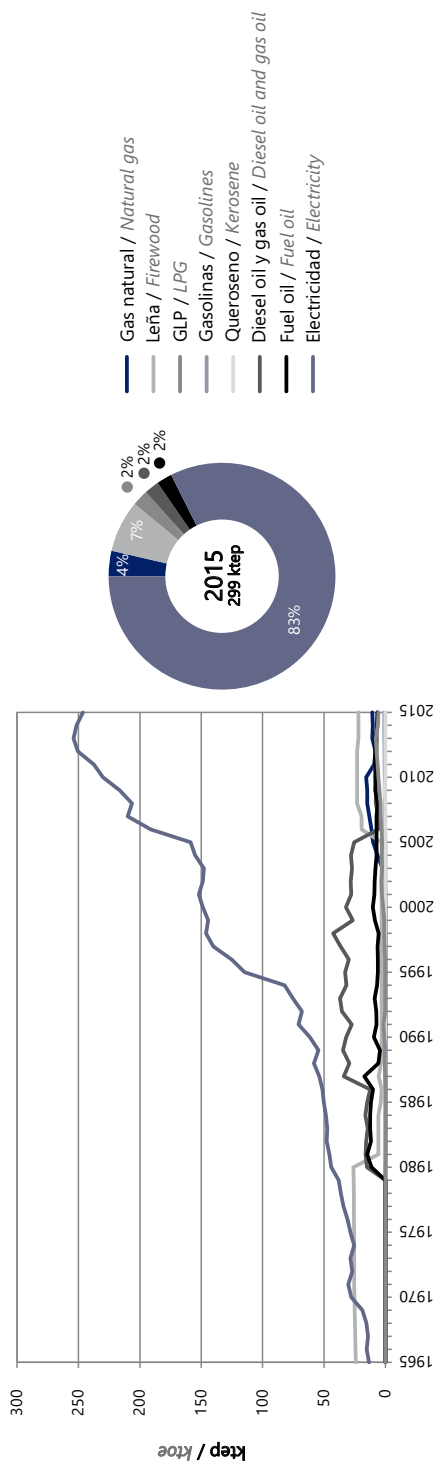 ktep / ktoe
300
250
200
150
100
50
0
1965
1970
1975
1980
1985
1990
1995
2000
2005
2010
2015
2015
299 ktep
4%
7%
2%
2%
2%
83%
Gas natural / Natural gas
Leña / Firewood
GLP / LPG
Gasolinas / Gasolines
Queroseno / Kerosene
Diesel oil y gas oil / Diesel oil and gas oil
Fuel oil / Fuel oil
Electricidad / Electricity